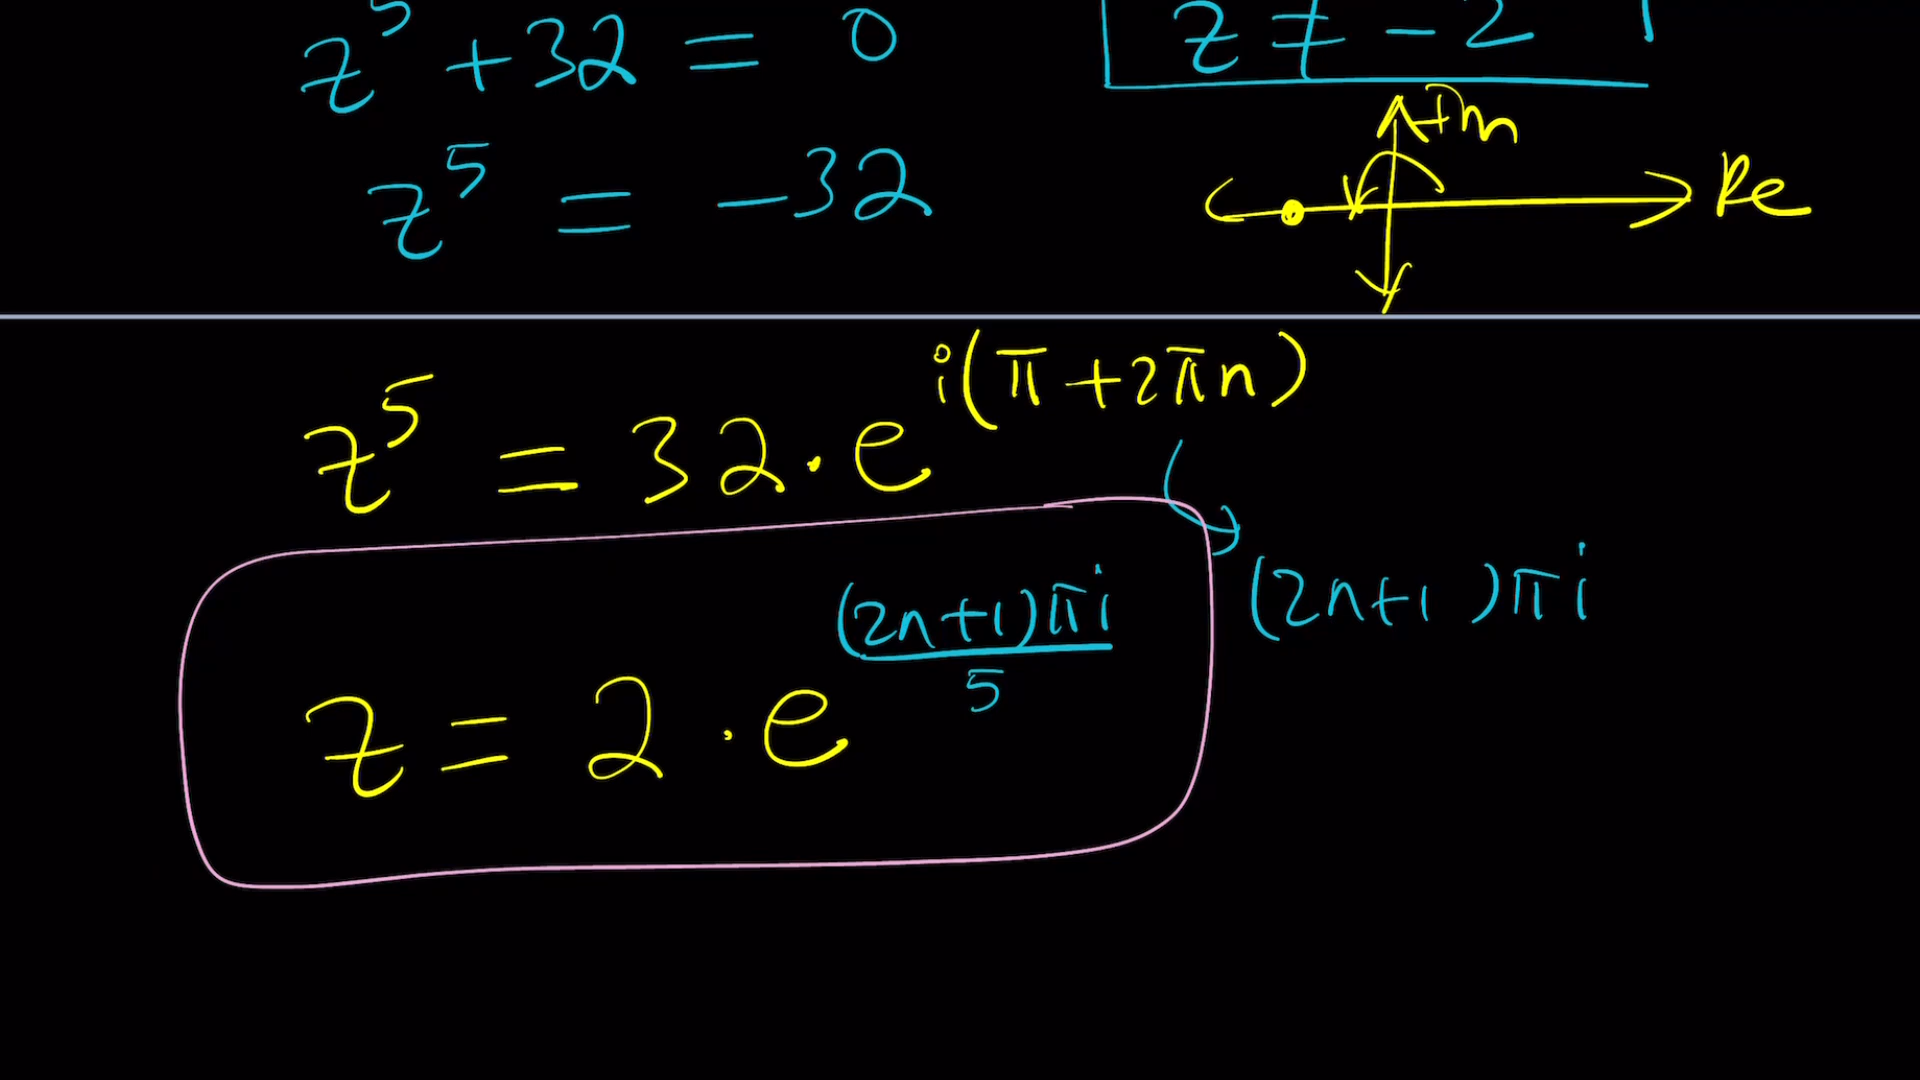 z⁵ + 32 = 0
z ≠ -2
z⁵ = -32
Im
Re
z⁵ = 32 · e^{i(π + 2πn)}
(2n+1)πi
z = 2 · e^{(2n+1)πi / 5}